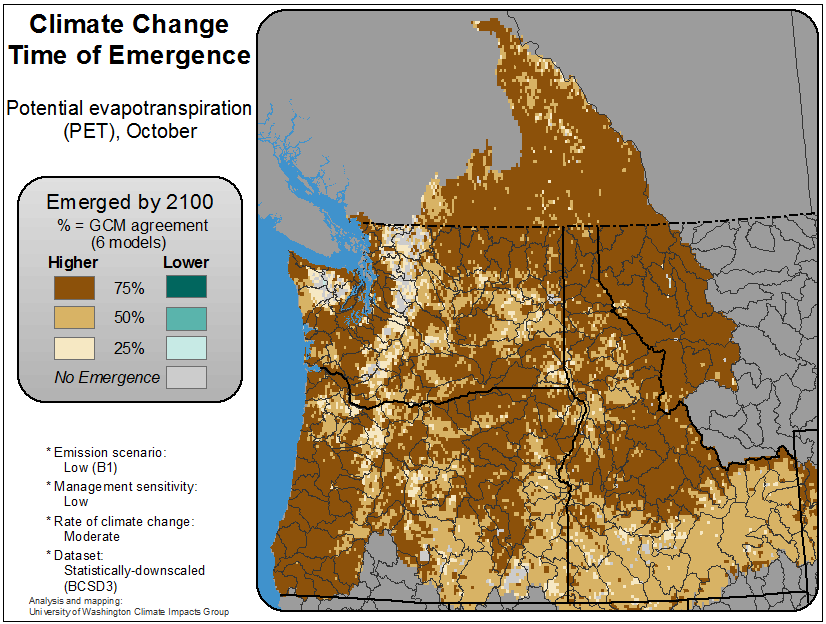 Climate Change
Time of Emergence
Potential evapotranspiration
(PET), October
Emerged by 2100
% = GCM agreement
(6 models)
Higher Lower
75%
50%
25%
No Emergence
* Emission scenario:
Low (B1)
* Management sensitivity:
Low
* Rate of climate change:
Moderate
* Dataset:
Statistically-downscaled
(BCSD3)
Analysis and mapping:
University of Washington Climate Impacts Group